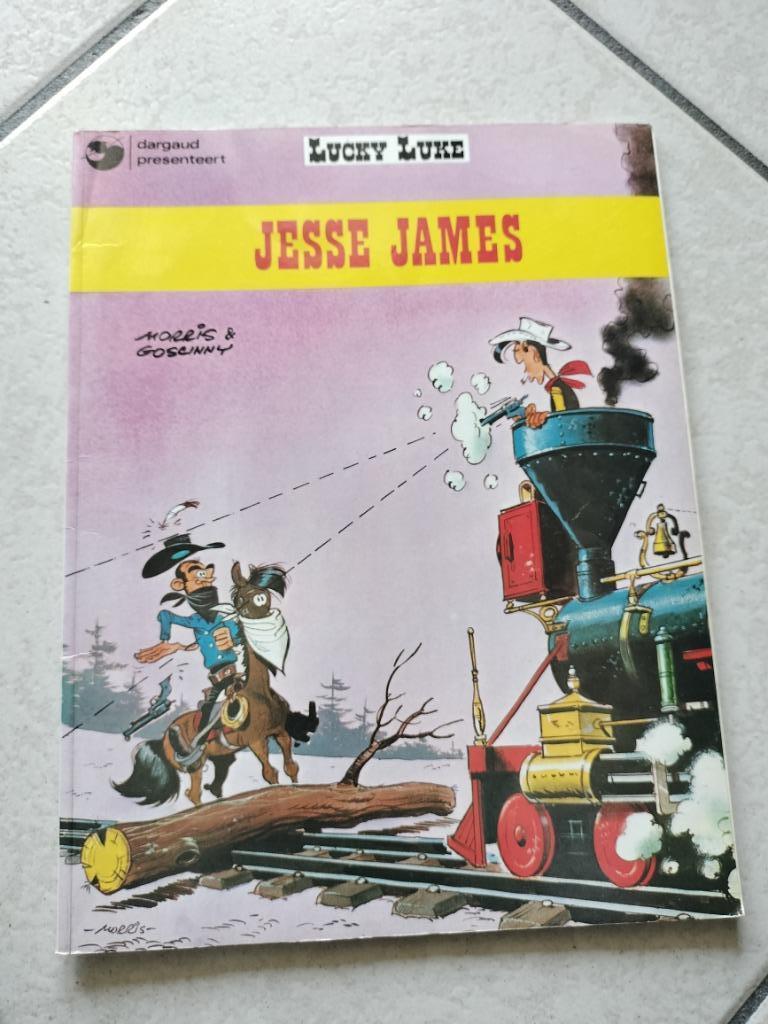 dargaud
presenteert
LUCKY LUKE
JESSE JAMES
MORRIS &
GOSCINNY
-MORRIS-